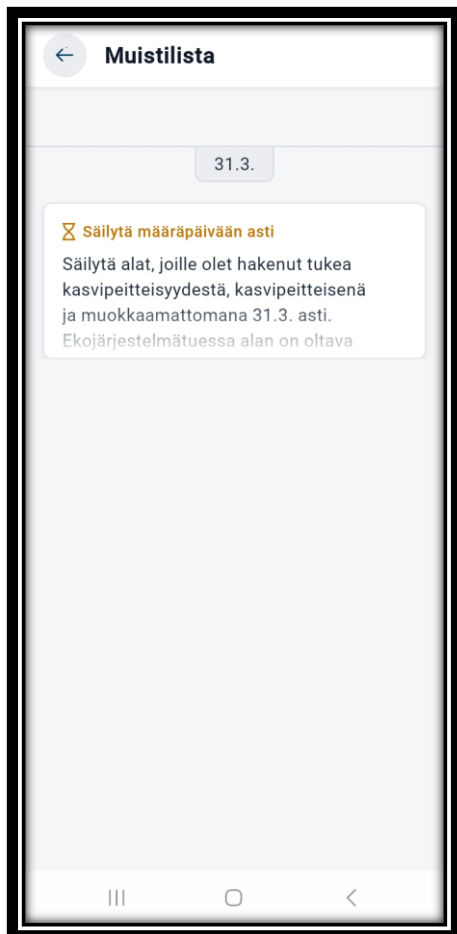 Muistilista
31.3.
Säilytä määräpäivään asti
Säilytä alat, joille olet hakenut tukea
kasvipeitteisyydestä, kasvipeitteisenä
ja muokkaamattomana 31.3. asti.
Ekojärjestelmätuessa alan on oltava